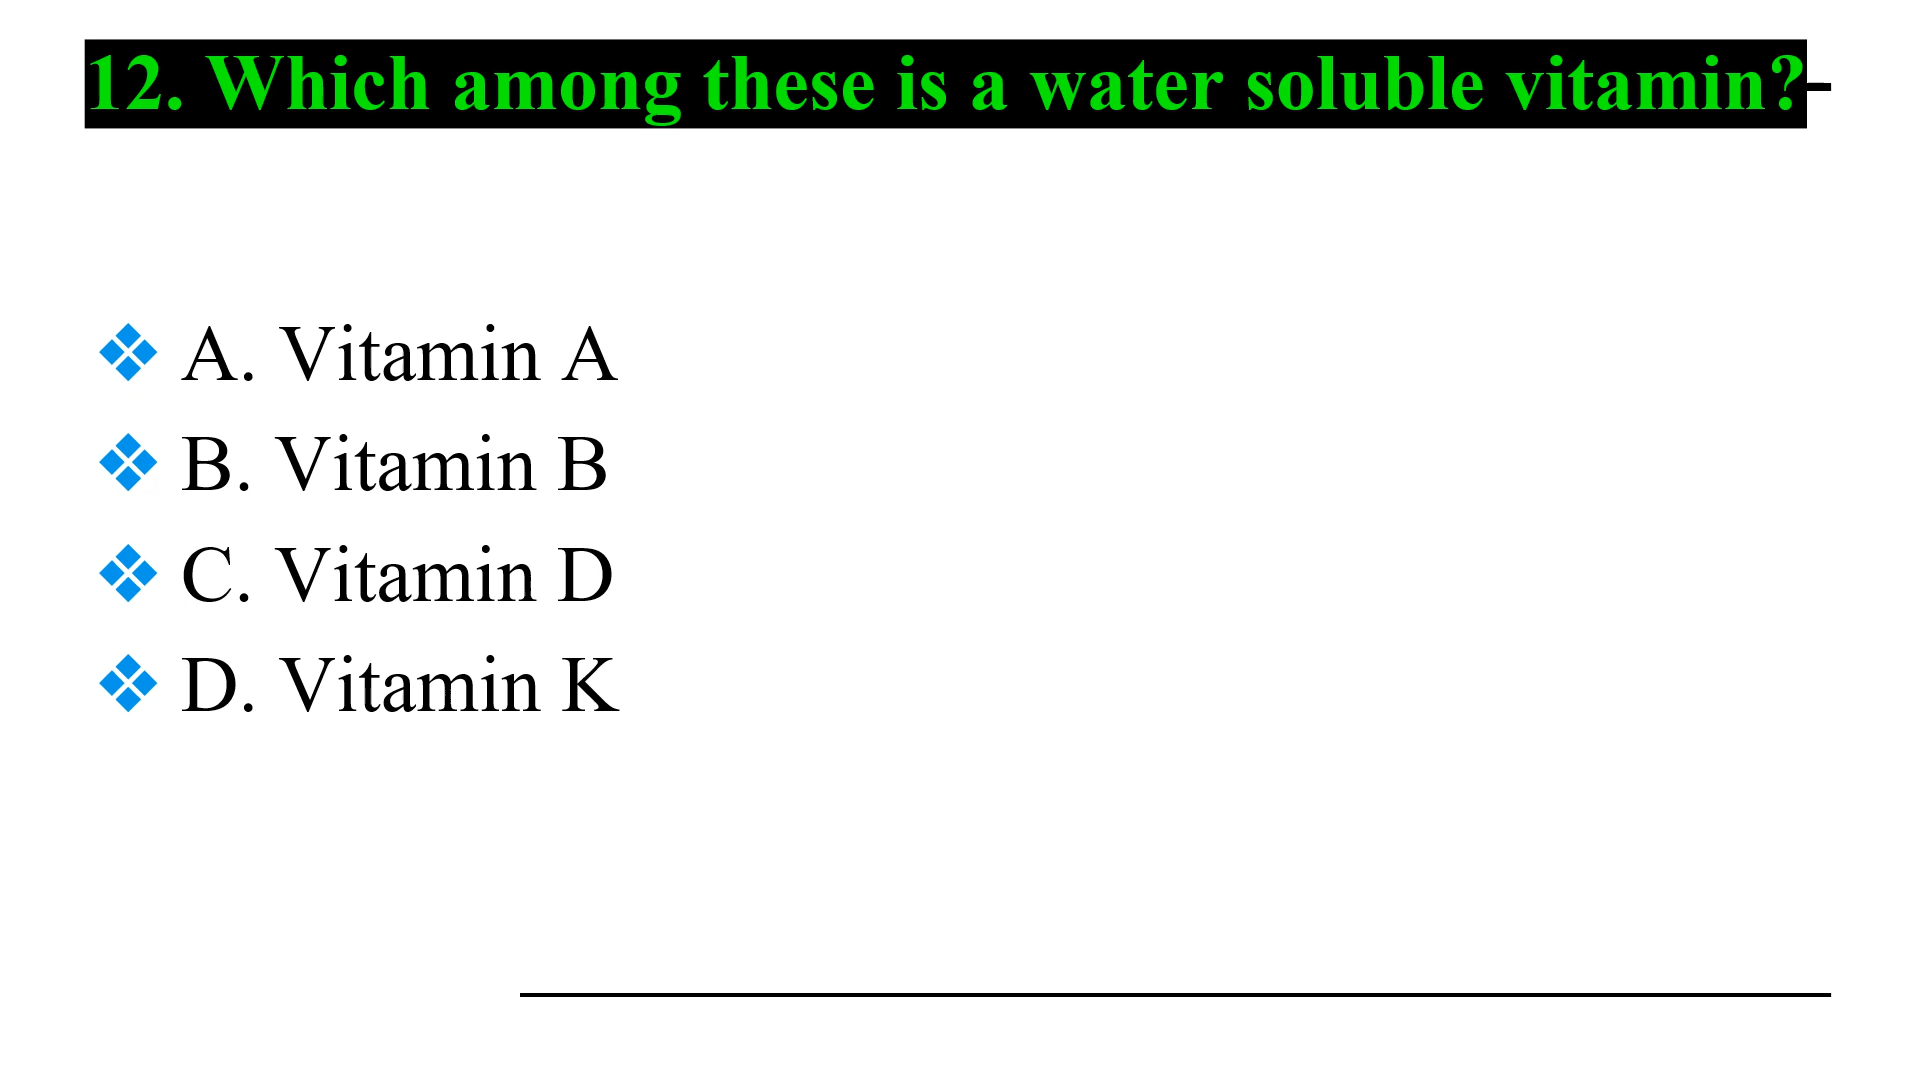 12. Which among these is a water soluble vitamin?-
A. Vitamin A
B. Vitamin B
C. Vitamin D
D. Vitamin K